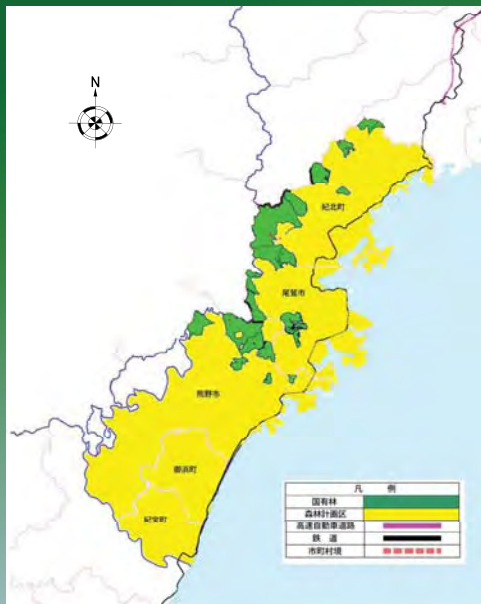 N
紀北町
尾鷲市
熊野市
御浜町
紀宝町
凡 例
国有林
森林計画区
高速自動車道路
鉄 道
市町村境